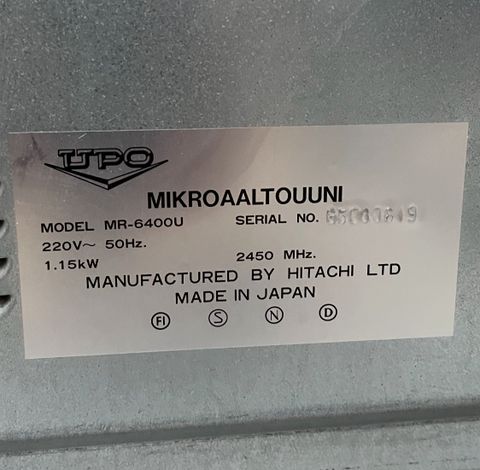 UPO
MIKROAALTOUUNI
MODEL MR-6400U SERIAL NO.
220V~ 50Hz.
1.15kW 2450 MHz.
MANUFACTURED BY HITACHI LTD
MADE IN JAPAN
FI S N D